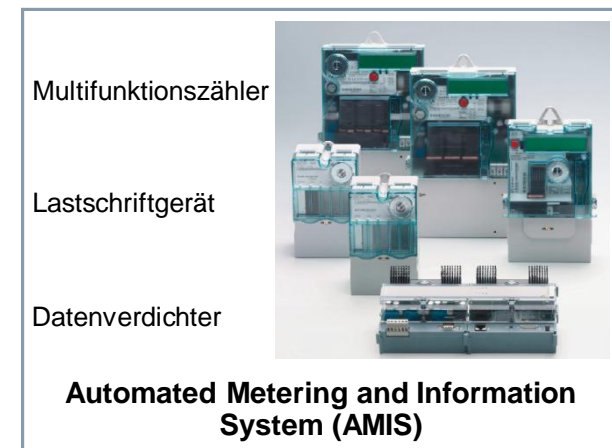 Multifunktionszähler
Lastschriftgerät
Datenverdichter
Automated Metering and Information
System (AMIS)